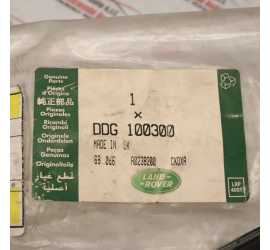 Genuine
Parts
Pièces
d'Origine
純正部品
Piezas
Originales
Ricambi
Originali
Originele
Onderdelen
Peças
Genuínas
Originalteile
قطع غيار
أصلية
1
×
DDG 100300
MADE IN UK
LAND-
ROVER
LRP